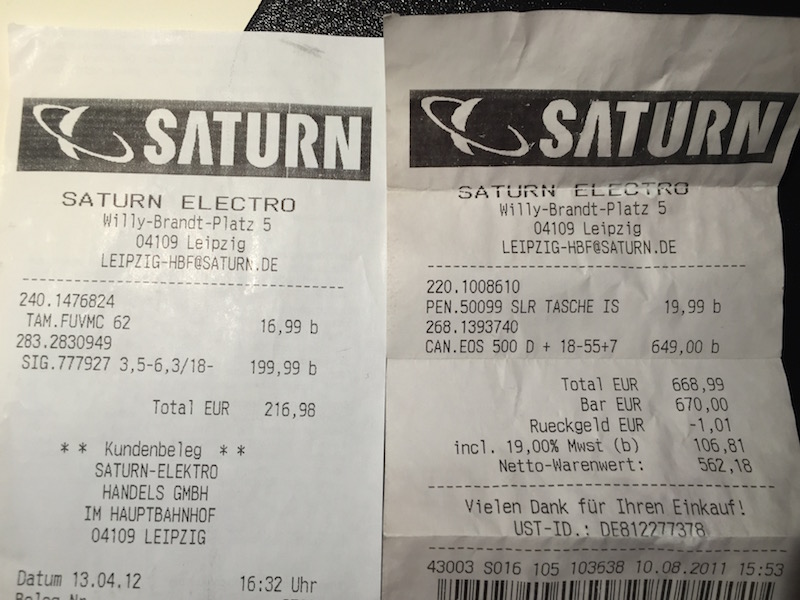 SATURN
SATURN ELECTRO
Willy-Brandt-Platz 5
04109 Leipzig
LEIPZIG-HBF@SATURN.DE
240.1476824
TAM.FUVMC 62 16,99 b
283.2830949
SIG.777927 3,5-6,3/18- 199,99 b
Total EUR 216,98
* * Kundenbeleg * *
SATURN-ELEKTRO
HANDELS GMBH
IM HAUPTBAHNHOF
04109 LEIPZIG
Datum 13.04.12 16:32 Uhr
SATURN
SATURN ELECTRO
Willy-Brandt-Platz 5
04109 Leipzig
LEIPZIG-HBF@SATURN.DE
220.1008610
PEN.50099 SLR TASCHE IS 19,99 b
268.1393740
CAN.EOS 500 D + 18-55+7 649,00 b
Total EUR 668,99
Bar EUR 670,00
Rueckgeld EUR -1,01
incl. 19,00% Mwst (b) 106,81
Netto-Warenwert: 562,18
Vielen Dank für Ihren Einkauf!
UST-ID.: DE812277378
43003 S016 105 103638 10.08.2011 15:53